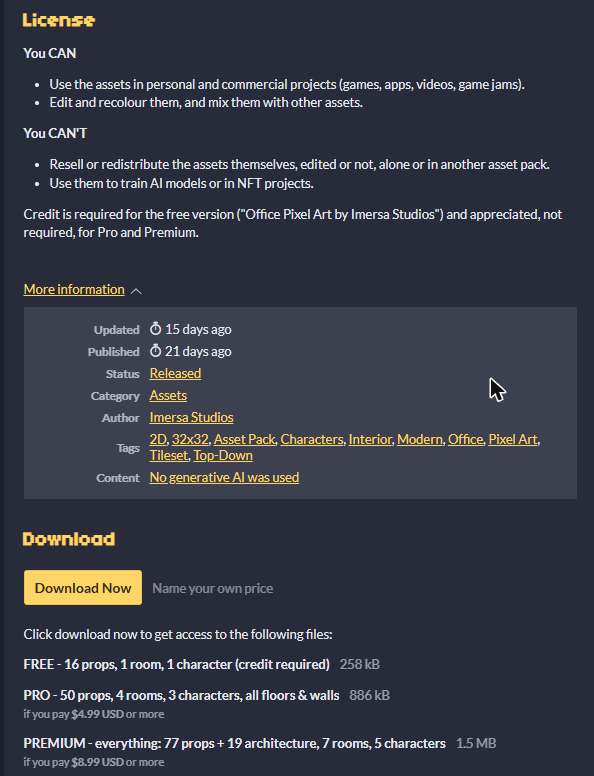 License
You CAN
• Use the assets in personal and commercial projects (games, apps, videos, game jams).
• Edit and recolour them, and mix them with other assets.
You CAN'T
• Resell or redistribute the assets themselves, edited or not, alone or in another asset pack.
• Use them to train AI models or in NFT projects.
Credit is required for the free version ("Office Pixel Art by Imersa Studios") and appreciated, not
required, for Pro and Premium.
More information
Updated 15 days ago
Published 21 days ago
Status Released
Category Assets
Author Imersa Studios
Tags 2D, 32x32, Asset Pack, Characters, Interior, Modern, Office, Pixel Art,
Tileset, Top-Down
Content No generative AI was used
Download
Download Now Name your own price
Click download now to get access to the following files:
FREE - 16 props, 1 room, 1 character (credit required) 258 kB
PRO - 50 props, 4 rooms, 3 characters, all floors & walls 886 kB
if you pay $4.99 USD or more
PREMIUM - everything: 77 props + 19 architecture, 7 rooms, 5 characters 1.5 MB
if you pay $8.99 USD or more